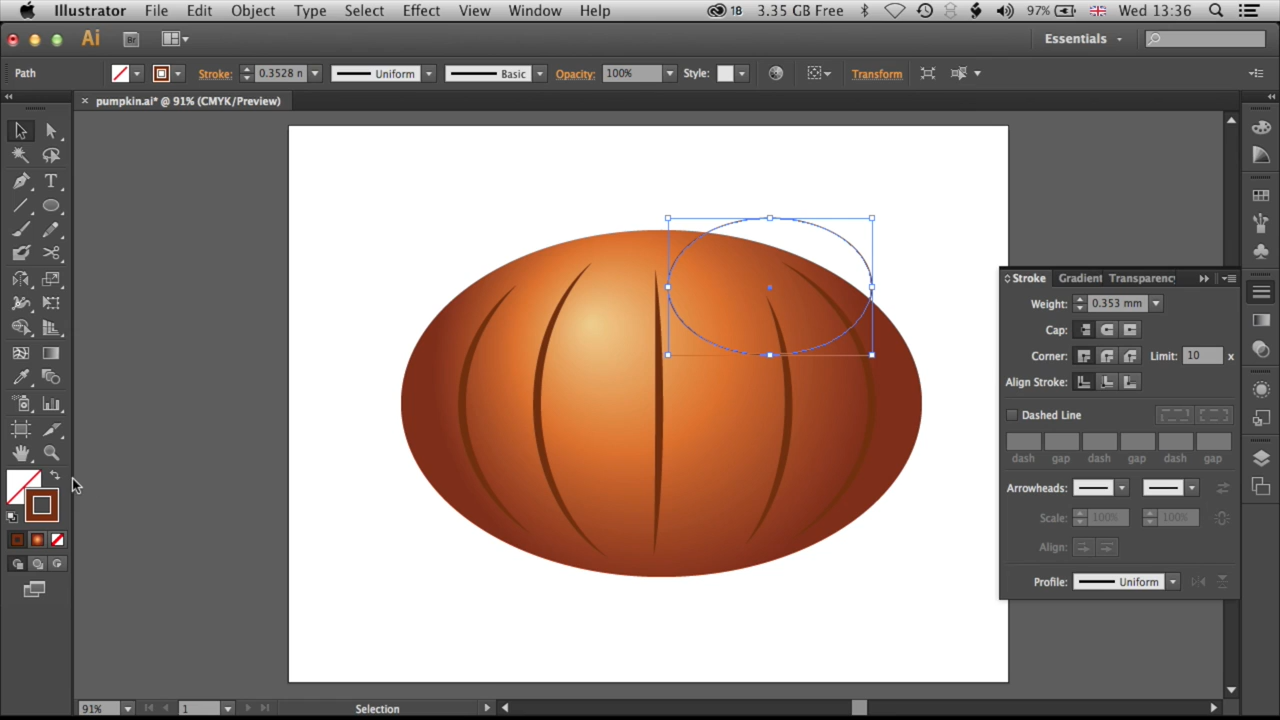 Illustrator File Edit Object Type Select Effect View Window Help 1B 3.35 GB Free 97% Wed 13:36
Ai Br Essentials
Path Stroke: 0.3528 n Uniform Basic Opacity: 100% Style: Transform
× pumpkin.ai* @ 91% (CMYK/Preview)
T
Stroke Gradient Transparenc
Weight: 0.353 mm
Cap:
Corner: Limit: 10 x
Align Stroke:
Dashed Line
dash gap dash gap dash gap
Arrowheads:
Scale: 100% 100%
Align:
Profile: Uniform
91% 1 Selection